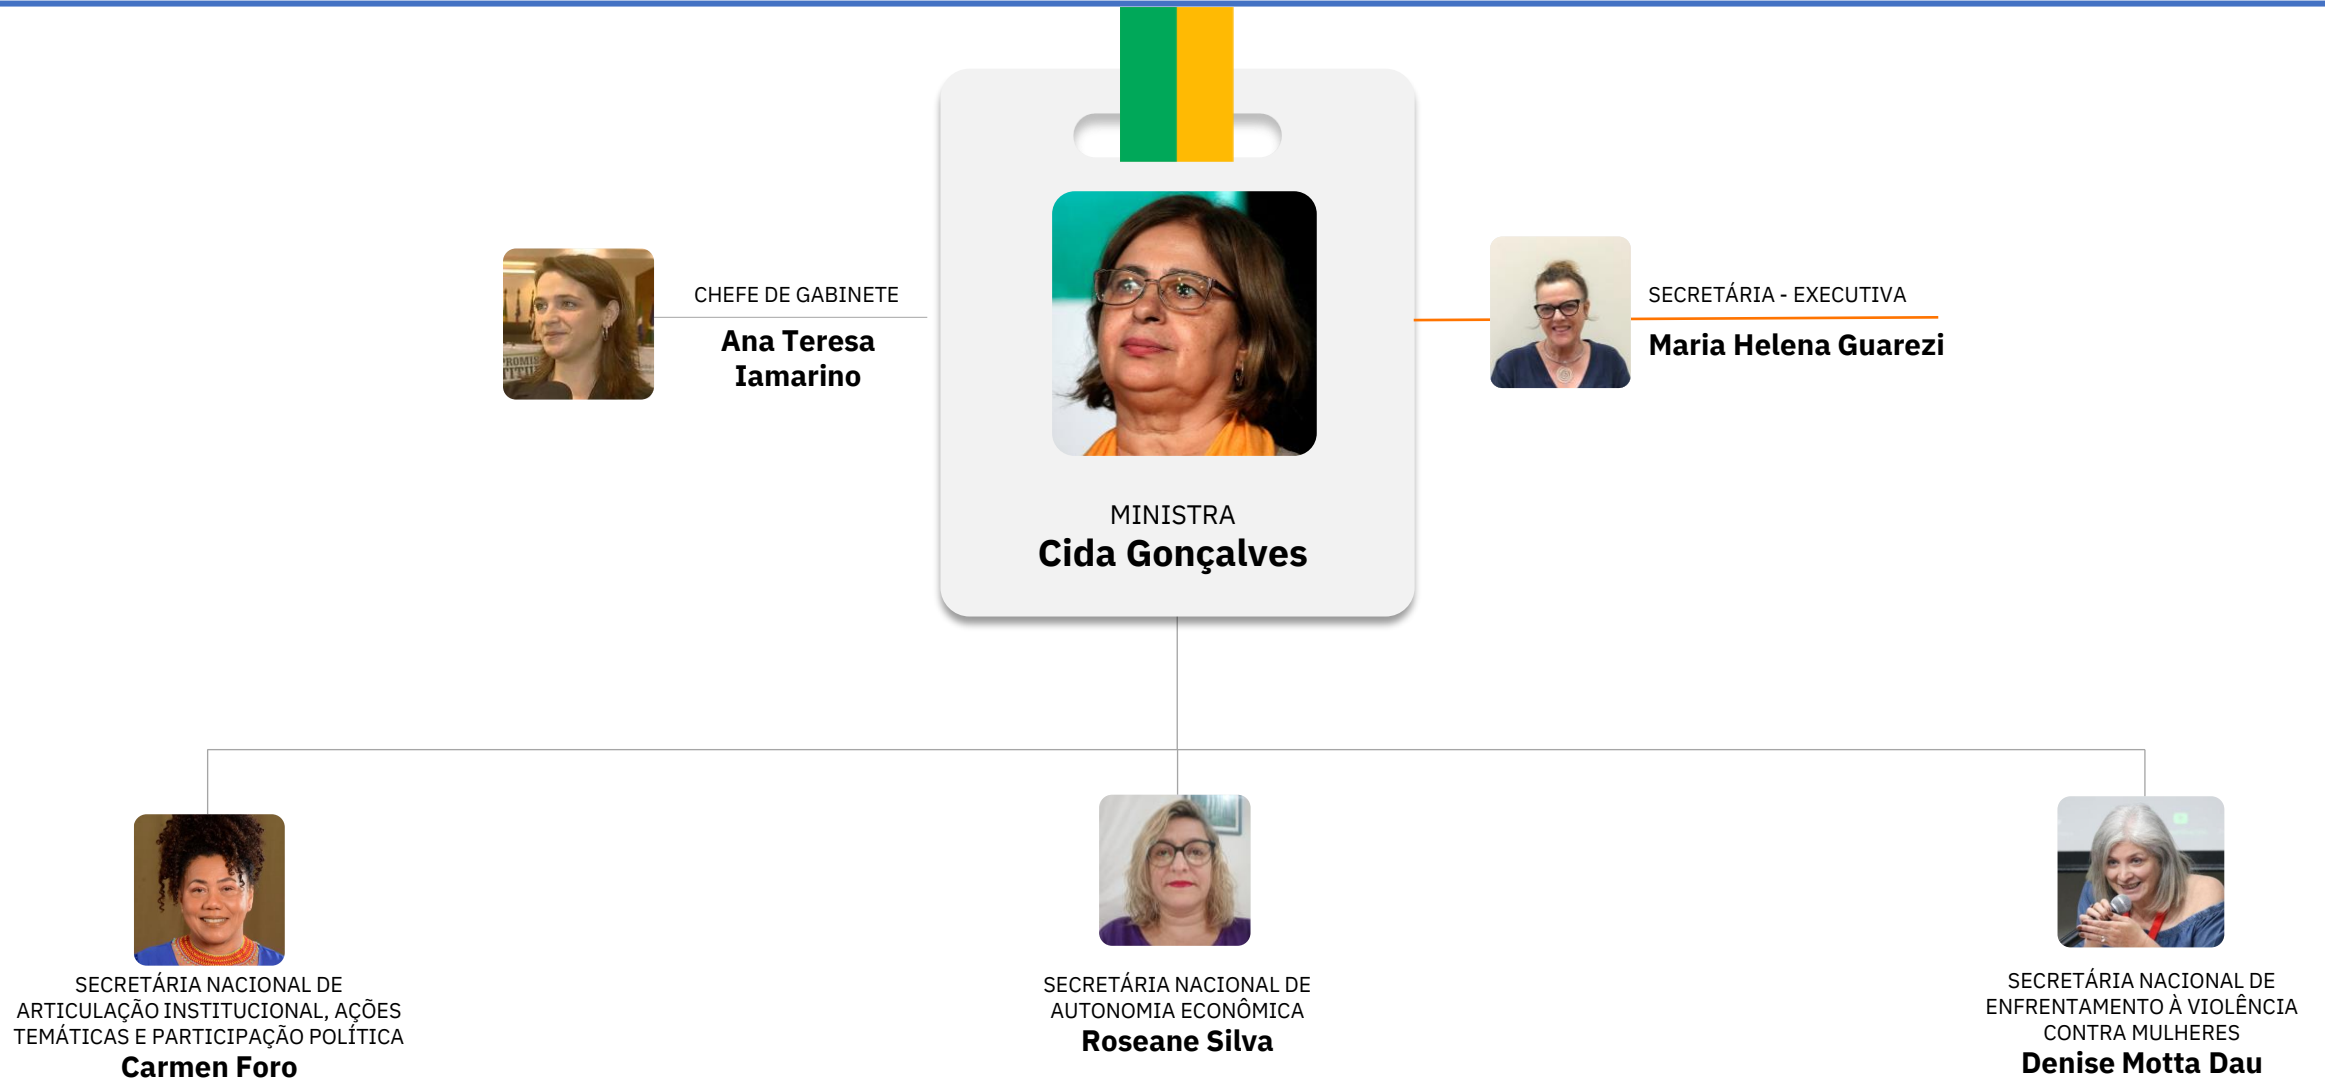 CHEFE DE GABINETE
Ana Teresa
Iamarino
MINISTRA
Cida Gonçalves
SECRETÁRIA - EXECUTIVA
Maria Helena Guarezi
SECRETÁRIA NACIONAL DE
ARTICULAÇÃO INSTITUCIONAL, AÇÕES
TEMÁTICAS E PARTICIPAÇÃO POLÍTICA
Carmen Foro
SECRETÁRIA NACIONAL DE
AUTONOMIA ECONÔMICA
Roseane Silva
SECRETÁRIA NACIONAL DE
ENFRENTAMENTO À VIOLÊNCIA
CONTRA MULHERES
Denise Motta Dau